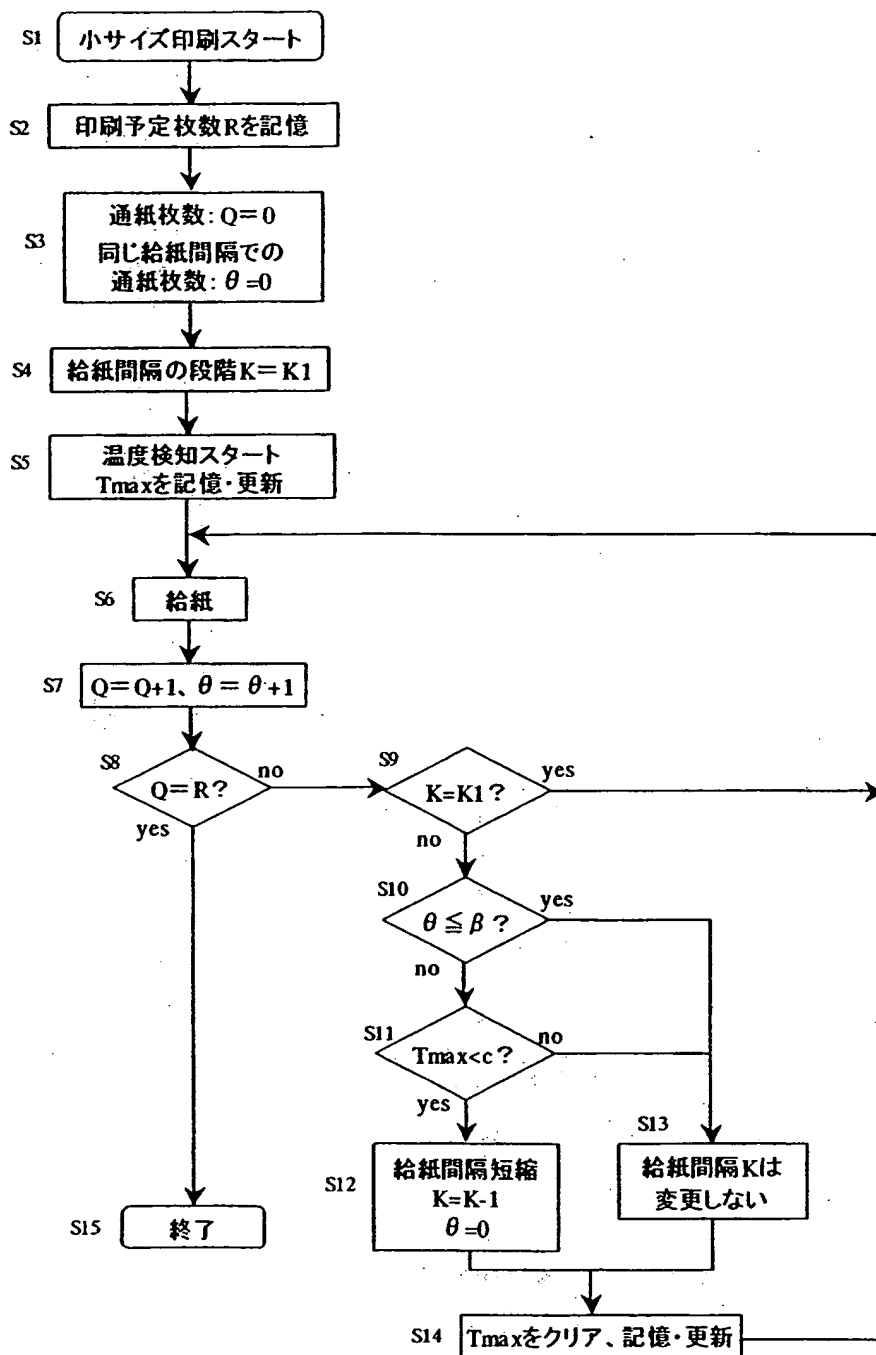 S1 小サイズ印刷スタート
S2 印刷予定枚数Rを記憶
S3 通紙枚数: Q=0
同じ給紙間隔での
通紙枚数: θ=0
S4 給紙間隔の段階K=K1
S5 温度検知スタート
Tmaxを記憶・更新
S6 給紙
S7 Q=Q+1、θ=θ+1
S8 Q=R?
no
yes
S9 K=K1?
yes
no
S10 θ≦β?
yes
no
S11 Tmax<c?
no
yes
S12 給紙間隔短縮
K=K-1
θ=0
S13
給紙間隔Kは
変更しない
S15 終了
S14 Tmaxをクリア、記憶・更新